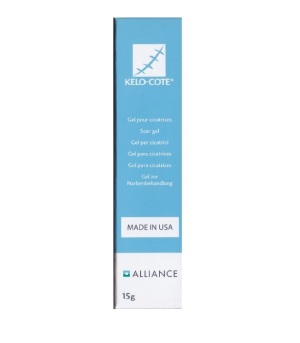 KELO-COTE®
Gel pour cicatrices
Scar gel
Gel per cicatrici
Gel para cicatrizes
Gel para cicatrices
Gel zur
Narbenbehandlung
MADE IN USA
ALLIANCE
15g